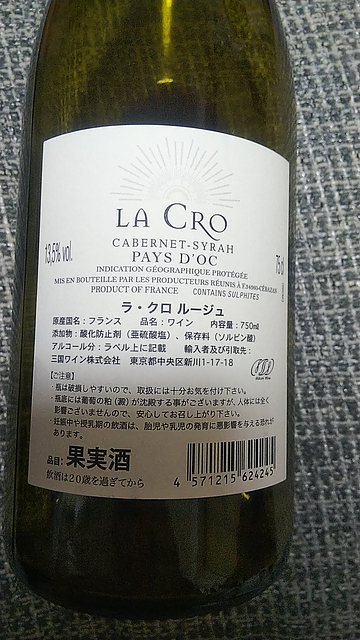 LA CRO
CABERNET-SYRAH
PAYS D'OC
13,5% vol.
75cl
INDICATION GÉOGRAPHIQUE PROTÉGÉE
MIS EN BOUTEILLE PAR LES PRODUCTEURS RÉUNIS À F.34060-CÉBAZAN
PRODUCT OF FRANCE CONTAINS SULPHITES
ラ・クロ ルージュ
原産国名：フランス 品名：ワイン 内容量：750ml
添加物：酸化防止剤（亜硫酸塩）、保存料（ソルビン酸）
アルコール分：ラベル上に記載 輸入者及び引取先：
三国ワイン株式会社 東京都中央区新川1-17-18
【ご注意】
・瓶は破損しやすいので、取扱には十分お気を付け下さい。
・瓶底には葡萄の粕（澱）が沈殿する事がございますが、人体には全く
影響ございませんので、安心してお召し上がり下さい。
・妊娠中や授乳期の飲酒は、胎児や乳児の発育に悪影響を与える恐れが
あります。
品目：果実酒
飲酒は20歳を過ぎてから
4 571215 624245